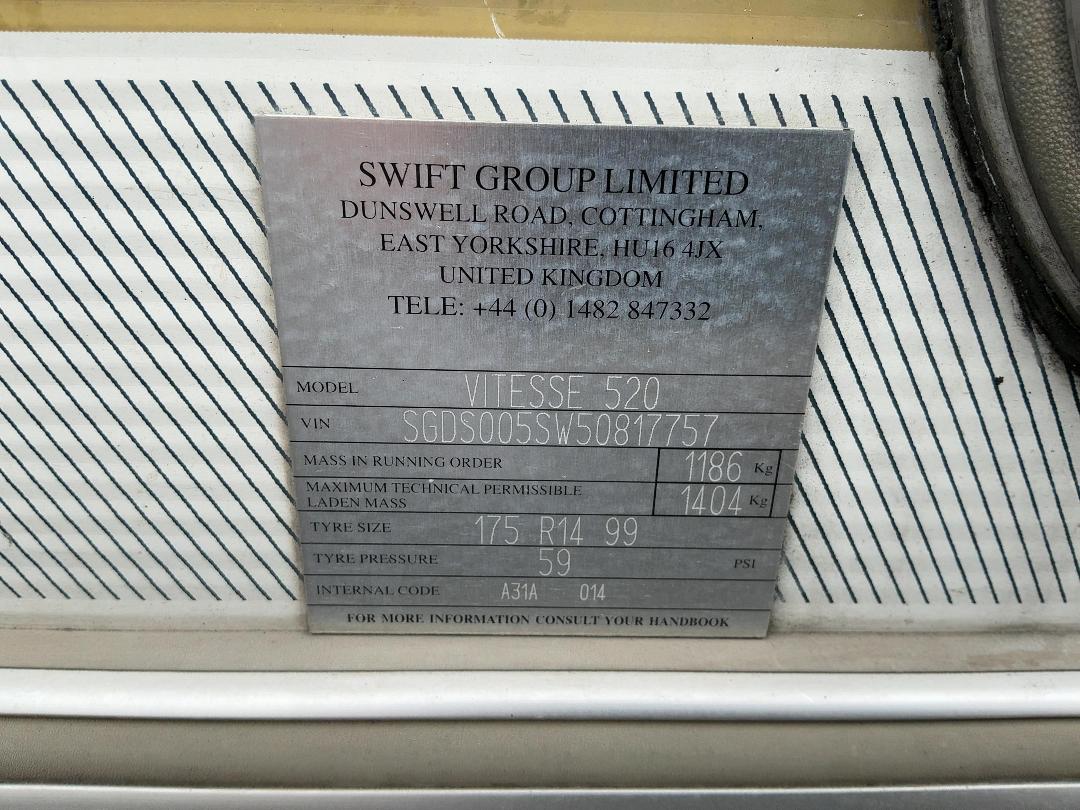 SWIFT GROUP LIMITED
DUNSWELL ROAD, COTTINGHAM,
EAST YORKSHIRE, HU16 4JX
UNITED KINGDOM
TELE: +44 (0) 1482 847332
MODEL VITESSE 520
VIN SGDS005SW50817757
MASS IN RUNNING ORDER 1186 Kg
MAXIMUM TECHNICAL PERMISSIBLE
LADEN MASS 1404 Kg
TYRE SIZE 175 R14 99
TYRE PRESSURE 59 PSI
INTERNAL CODE A31A 014
FOR MORE INFORMATION CONSULT YOUR HANDBOOK